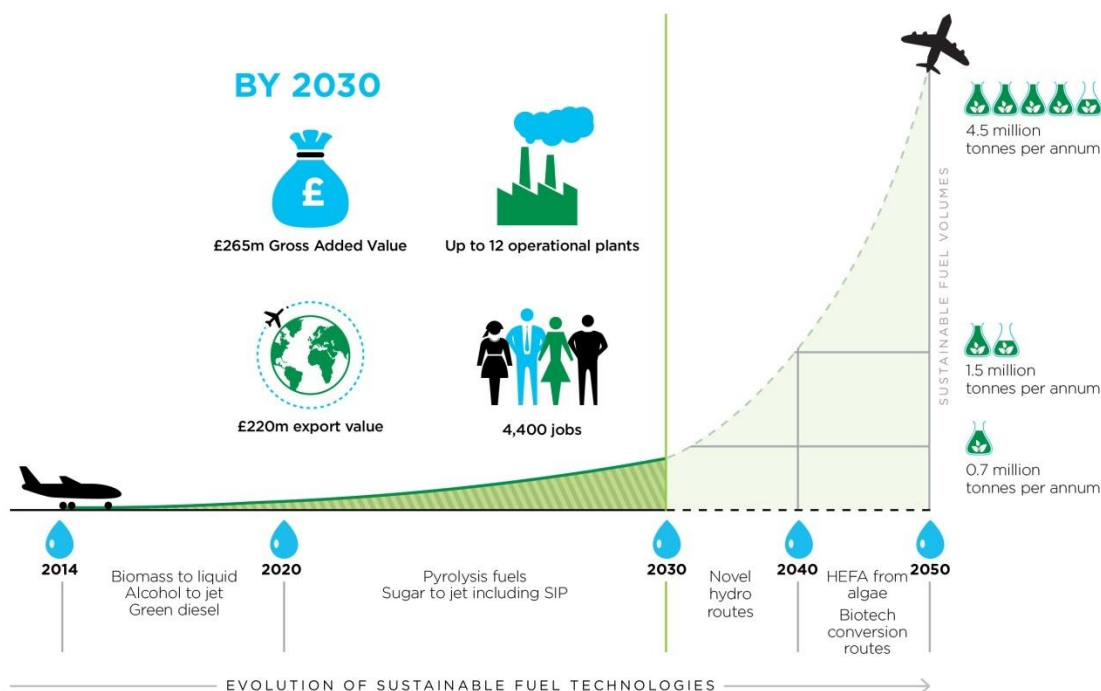 BY 2030
£
£265m Gross Added Value
Up to 12 operational plants
£220m export value
4,400 jobs
4.5 million
tonnes per annum
SUSTAINABLE FUEL VOLUMES
1.5 million
tonnes per annum
0.7 million
tonnes per annum
2014
2020
2030
2040
2050
Biomass to liquid
Alcohol to jet
Green diesel
Pyrolysis fuels
Sugar to jet including SIP
Novel
hydro
routes
HEFA from
algae
Biotech
conversion
routes
EVOLUTION OF SUSTAINABLE FUEL TECHNOLOGIES